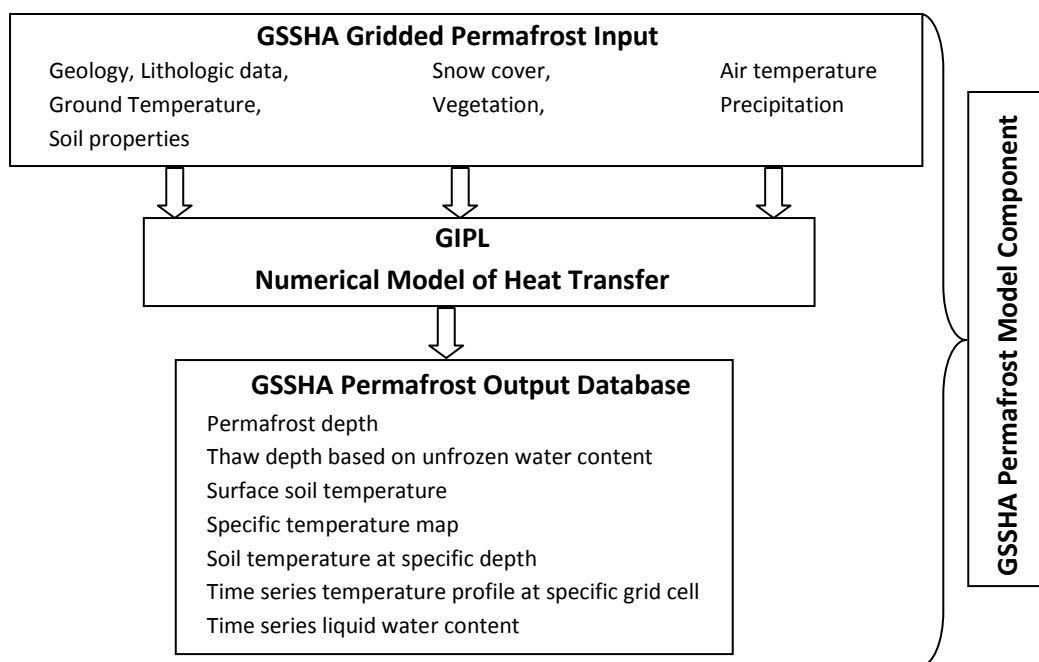 GSSHA Gridded Permafrost Input
Geology, Lithologic data,
Ground Temperature,
Soil properties
Snow cover,
Vegetation,
Air temperature
Precipitation
GIPL
Numerical Model of Heat Transfer
GSSHA Permafrost Output Database
Permafrost depth
Thaw depth based on unfrozen water content
Surface soil temperature
Specific temperature map
Soil temperature at specific depth
Time series temperature profile at specific grid cell
Time series liquid water content
GSSHA Permafrost Model Component